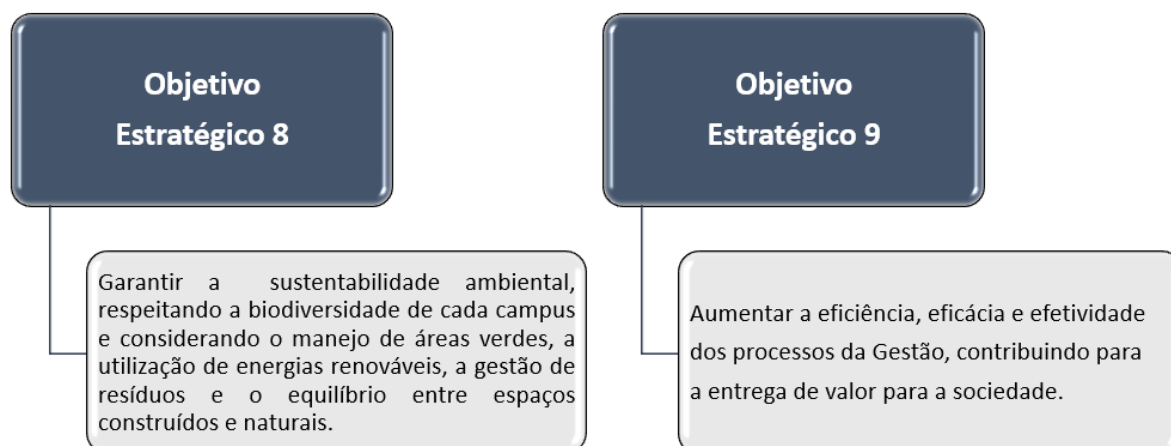 Objetivo
Estratégico 8
Garantir a sustentabilidade ambiental,
respeitando a biodiversidade de cada campus
e considerando o manejo de áreas verdes, a
utilização de energias renováveis, a gestão de
resíduos e o equilíbrio entre espaços
construídos e naturais.
Objetivo
Estratégico 9
Aumentar a eficiência, eficácia e efetividade
dos processos da Gestão, contribuindo para
a entrega de valor para a sociedade.